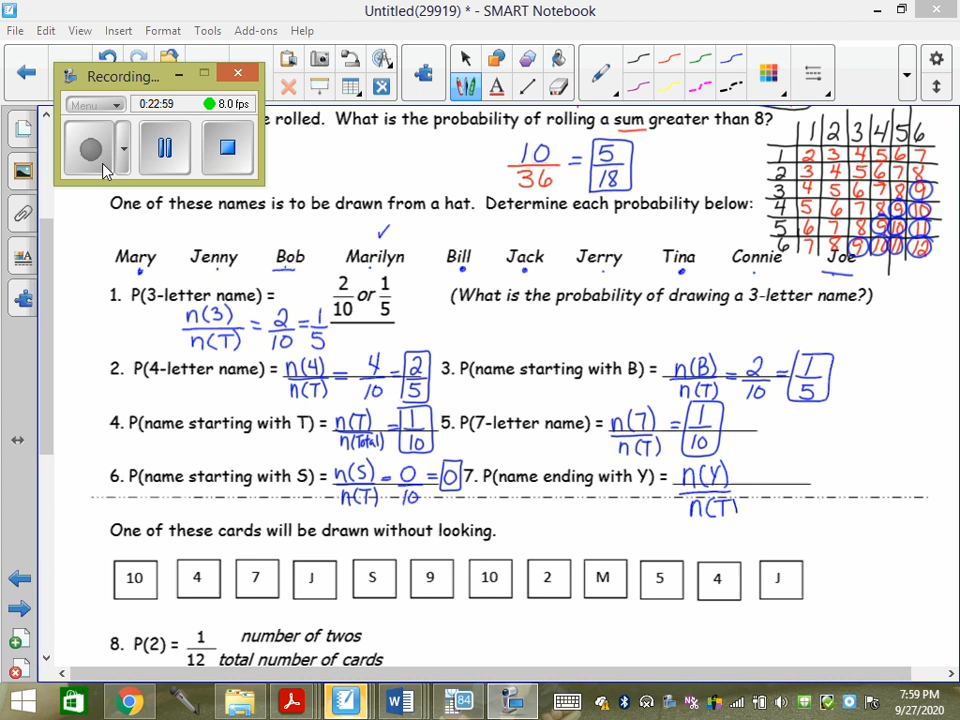 Untitled(29919) * - SMART Notebook
File Edit View Insert Format Tools Add-ons Help
Recording...
Menu 0:22:59 8.0 fps
e rolled. What is the probability of rolling a sum greater than 8?
10/36 = 5/18
1 2 3 4 5 6
1 2 3 4 5 6 7
2 3 4 5 6 7 8
3 4 5 6 7 8 9
4 5 6 7 8 9 10
5 6 7 8 9 10 11
6 7 8 9 10 11 12
One of these names is to be drawn from a hat. Determine each probability below:
✓
Mary Jenny Bob Marilyn Bill Jack Jerry Tina Connie Joe
1. P(3-letter name) = 2/10 or 1/5 (What is the probability of drawing a 3-letter name?)
n(3)/n(T) = 2/10 = 1/5
2. P(4-letter name) = n(4)/n(T) = 4/10 = 2/5 3. P(name starting with B) = n(B)/n(T) = 2/10 = 1/5
4. P(name starting with T) = n(T)/n(Total) = 1/10 5. P(7-letter name) = n(7)/n(T) = 1/10
6. P(name starting with S) = n(S)/n(T) = 0/10 = 0 7. P(name ending with Y) = n(Y)/n(T)
One of these cards will be drawn without looking.
10 4 7 J S 9 10 2 M 5 4 J
8. P(2) = 1/12 number of twos / total number of cards
84
7:59 PM
9/27/2020